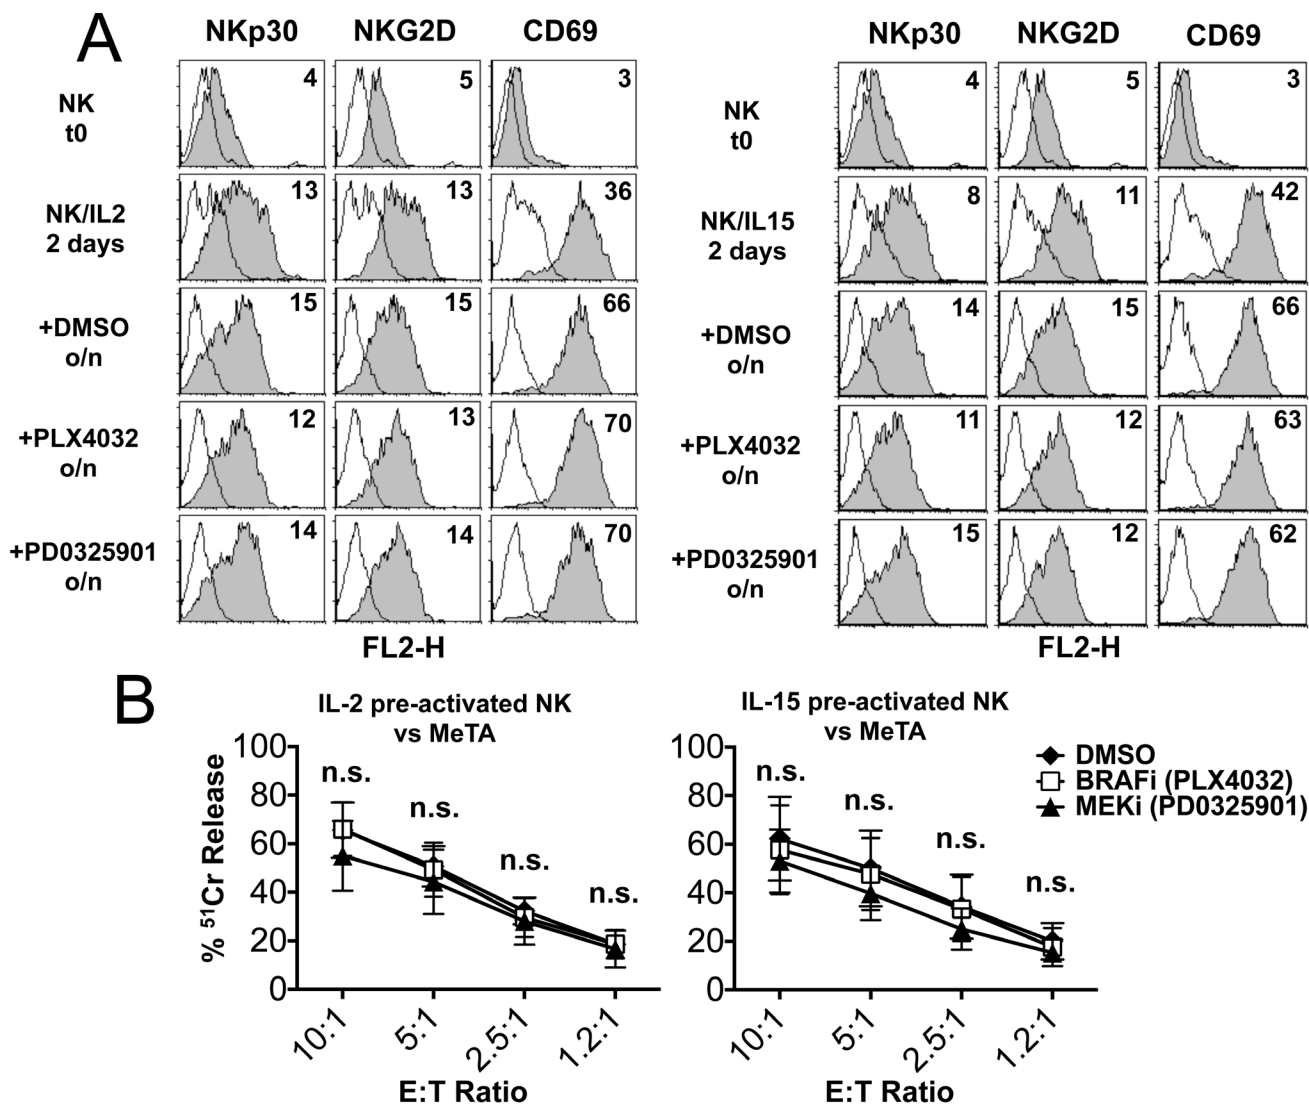 A
NKp30 NKG2D CD69
NK t0
4 5 3
NK/IL2 2 days
13 13 36
+DMSO o/n
15 15 66
+PLX4032 o/n
12 13 70
+PD0325901 o/n
14 14 70
FL2-H
NKp30 NKG2D CD69
NK t0
4 5 3
NK/IL15 2 days
8 11 42
+DMSO o/n
14 15 66
+PLX4032 o/n
11 12 63
+PD0325901 o/n
15 12 62
FL2-H
B
IL-2 pre-activated NK
vs MeTA
% 51Cr Release
100
80
60
40
20
0
n.s.
n.s.
n.s.
n.s.
10:1 5:1 2.5:1 1.2:1
E:T Ratio
IL-15 pre-activated NK
vs MeTA
100
80
60
40
20
0
n.s.
n.s.
n.s.
n.s.
10:1 5:1 2.5:1 1.2:1
E:T Ratio
DMSO
BRAFi (PLX4032)
MEKi (PD0325901)